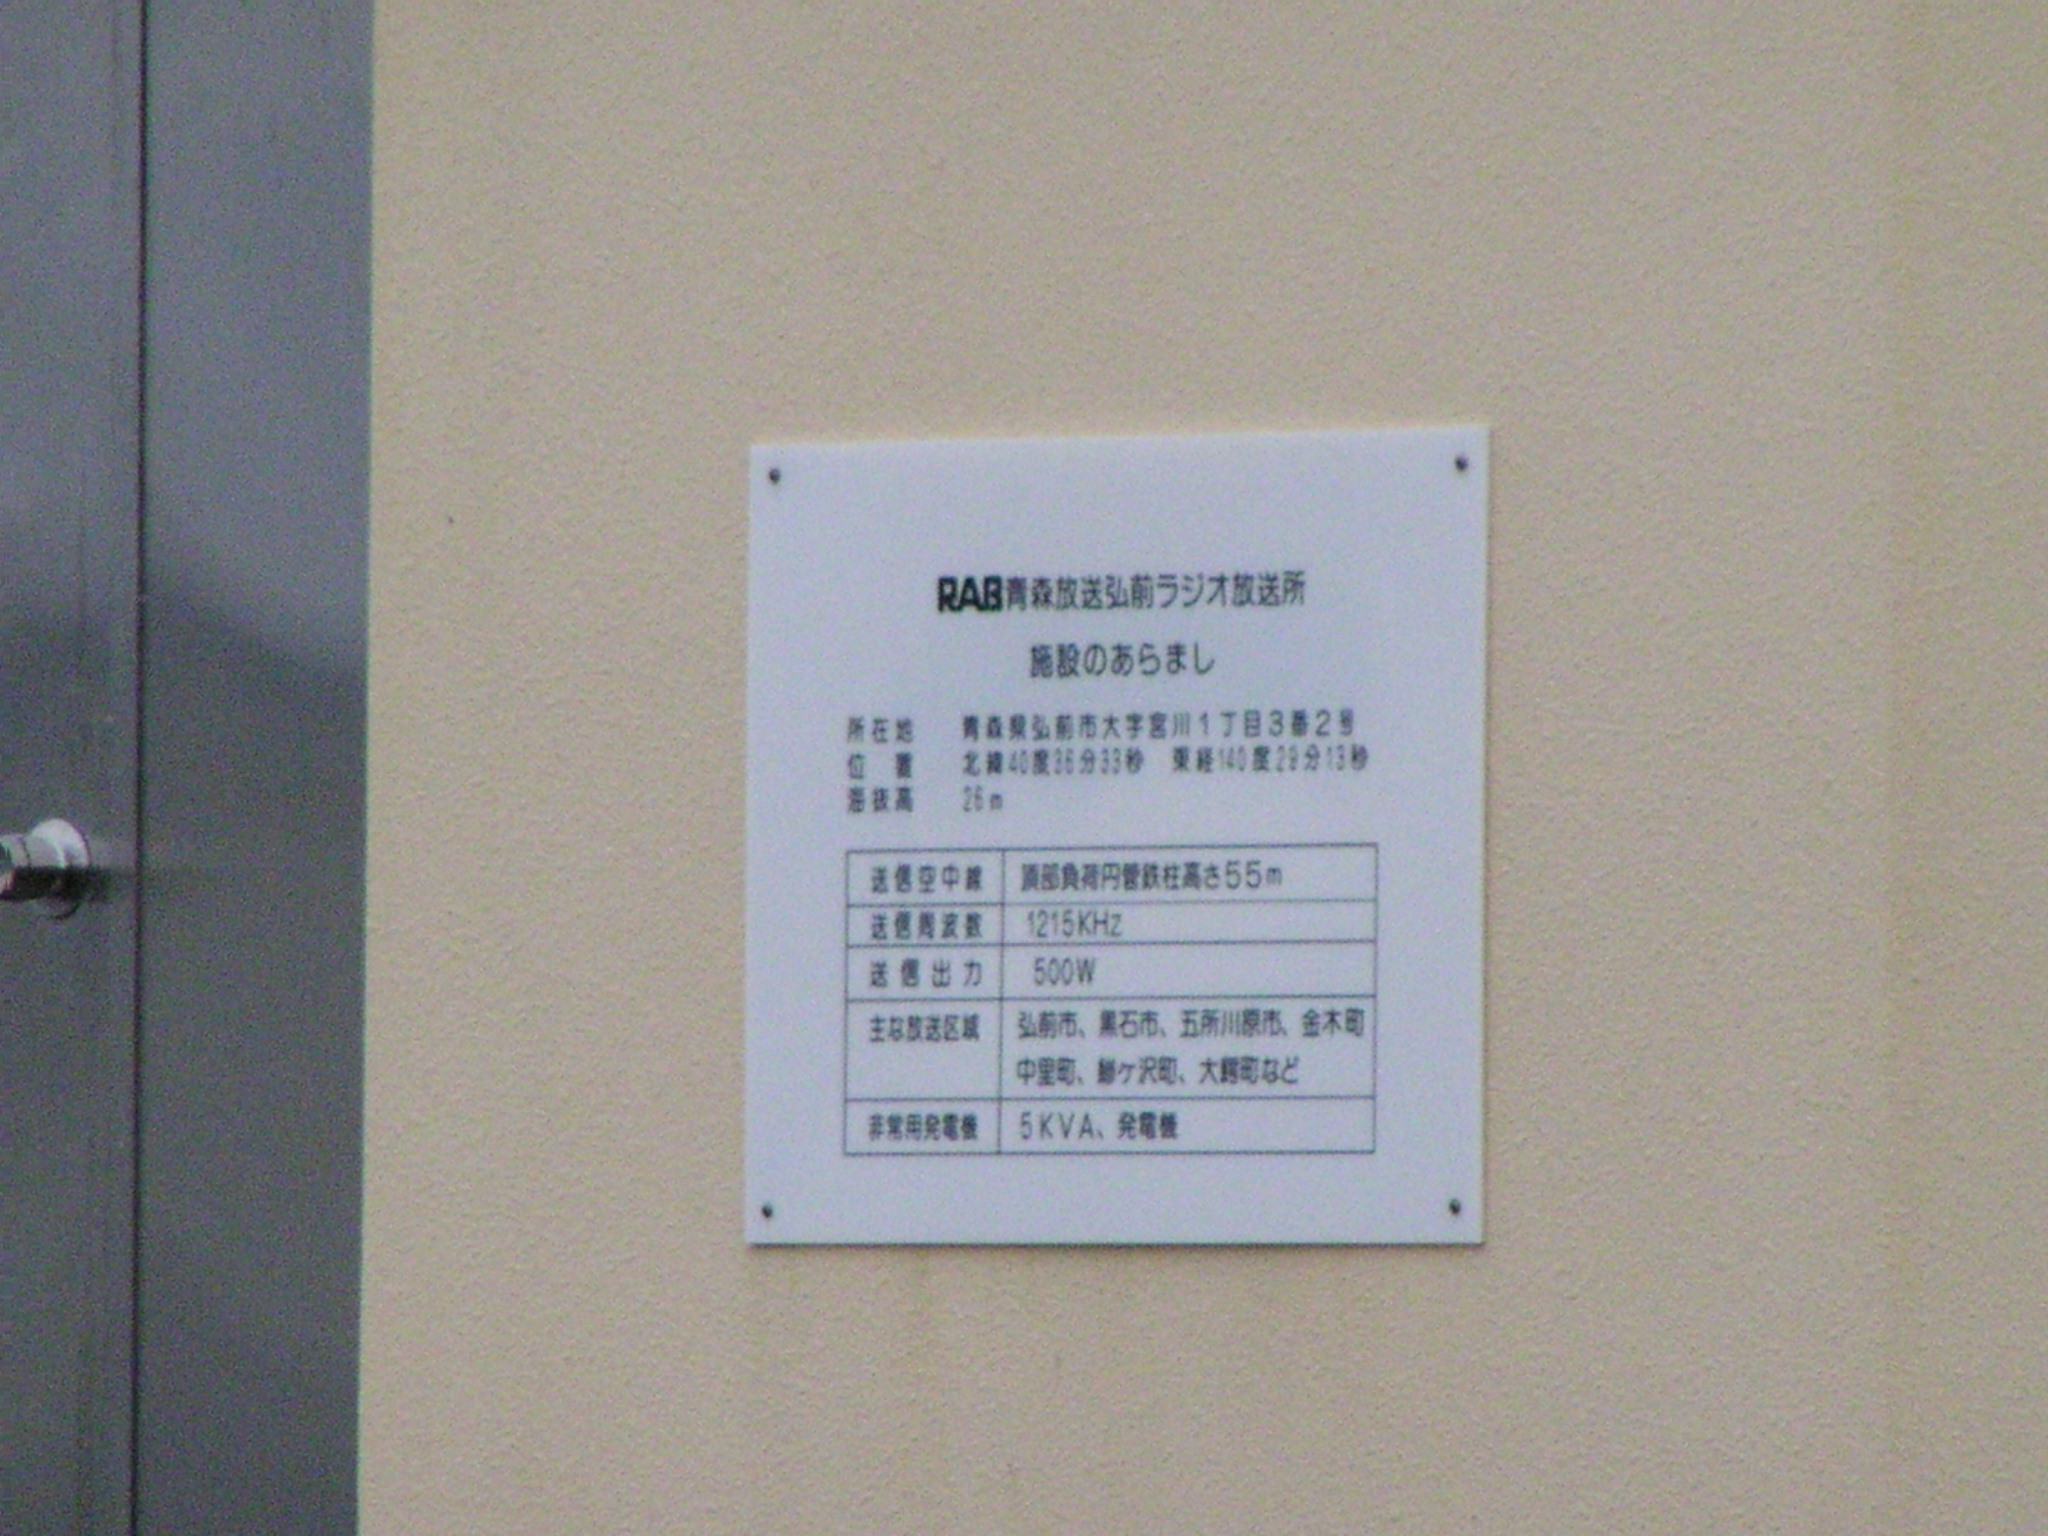 RAB青森放送弘前ラジオ放送所
施設のあらまし
所在地 青森県弘前市大字宮川1丁目3番2号
位置 北緯40度36分33秒 東経140度29分13秒
海抜高 26m
送信空中線 頂部負荷円管鉄柱高さ55m
送信周波数 1215KHz
送信出力 500W
主な放送区域 弘前市、黒石市、五所川原市、金木町
中里町、鯵ヶ沢町、大鰐町など
非常用発電機 5KVA、発電機